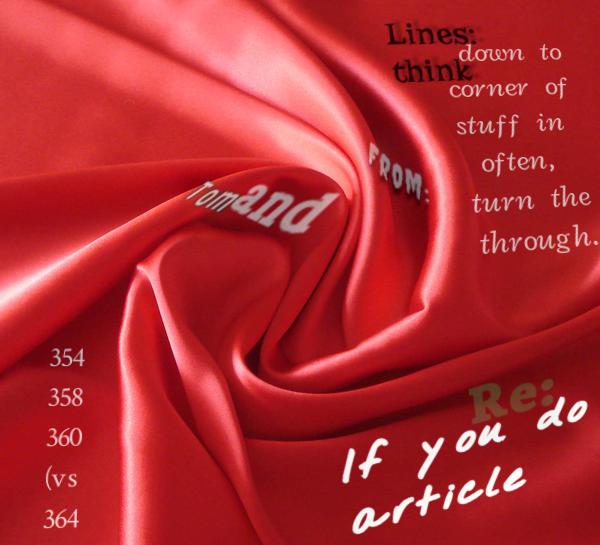 Lines:
think
down to
corner of
stuff in
often,
turn the
through.
FROM:
Tom
and
354
358
360
(vs
364
Re:
If you do
article